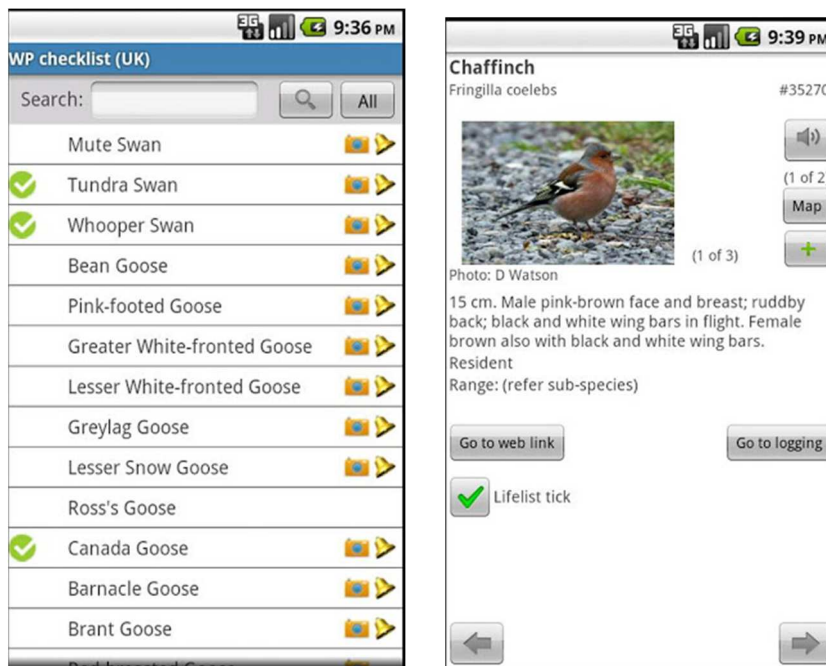 9:36 PM
WP checklist (UK)
Search:
All
Mute Swan
Tundra Swan
Whooper Swan
Bean Goose
Pink-footed Goose
Greater White-fronted Goose
Lesser White-fronted Goose
Greylag Goose
Lesser Snow Goose
Ross's Goose
Canada Goose
Barnacle Goose
Brant Goose
3G
9:39 PM
Chaffinch
Fringilla coelebs #35270
(1 of 2)
Map
(1 of 3)
Photo: D Watson
15 cm. Male pink-brown face and breast; ruddby
back; black and white wing bars in flight. Female
brown also with black and white wing bars.
Resident
Range: (refer sub-species)
Go to web link Go to logging
Lifelist tick